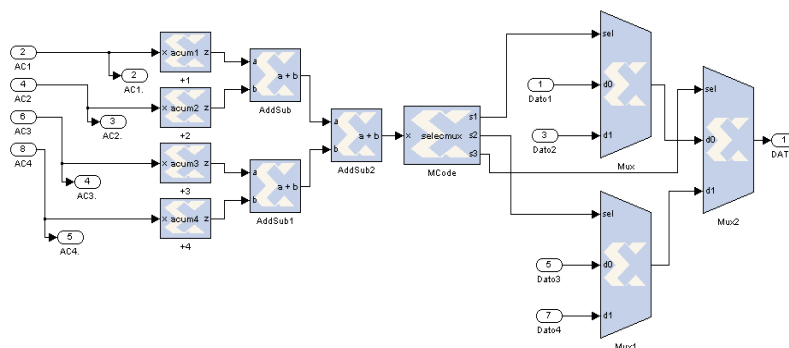 2
AC1
2
AC1.
x acum1 z
+1
4
AC2
3
AC2.
x acum2 z
+2
6
AC3
4
AC3.
x acum3 z
+3
8
AC4
5
AC4.
x acum4 z
+4
a
b
a + b
AddSub
a
b
a + b
AddSub1
a
b
a + b
AddSub2
x selecmux
s1
s2
s3
MCode
1
Dato1
3
Dato2
sel
d0
d1
Mux
5
Dato3
7
Dato4
sel
d0
d1
Mux1
sel
d0
d1
Mux2
1
DAT